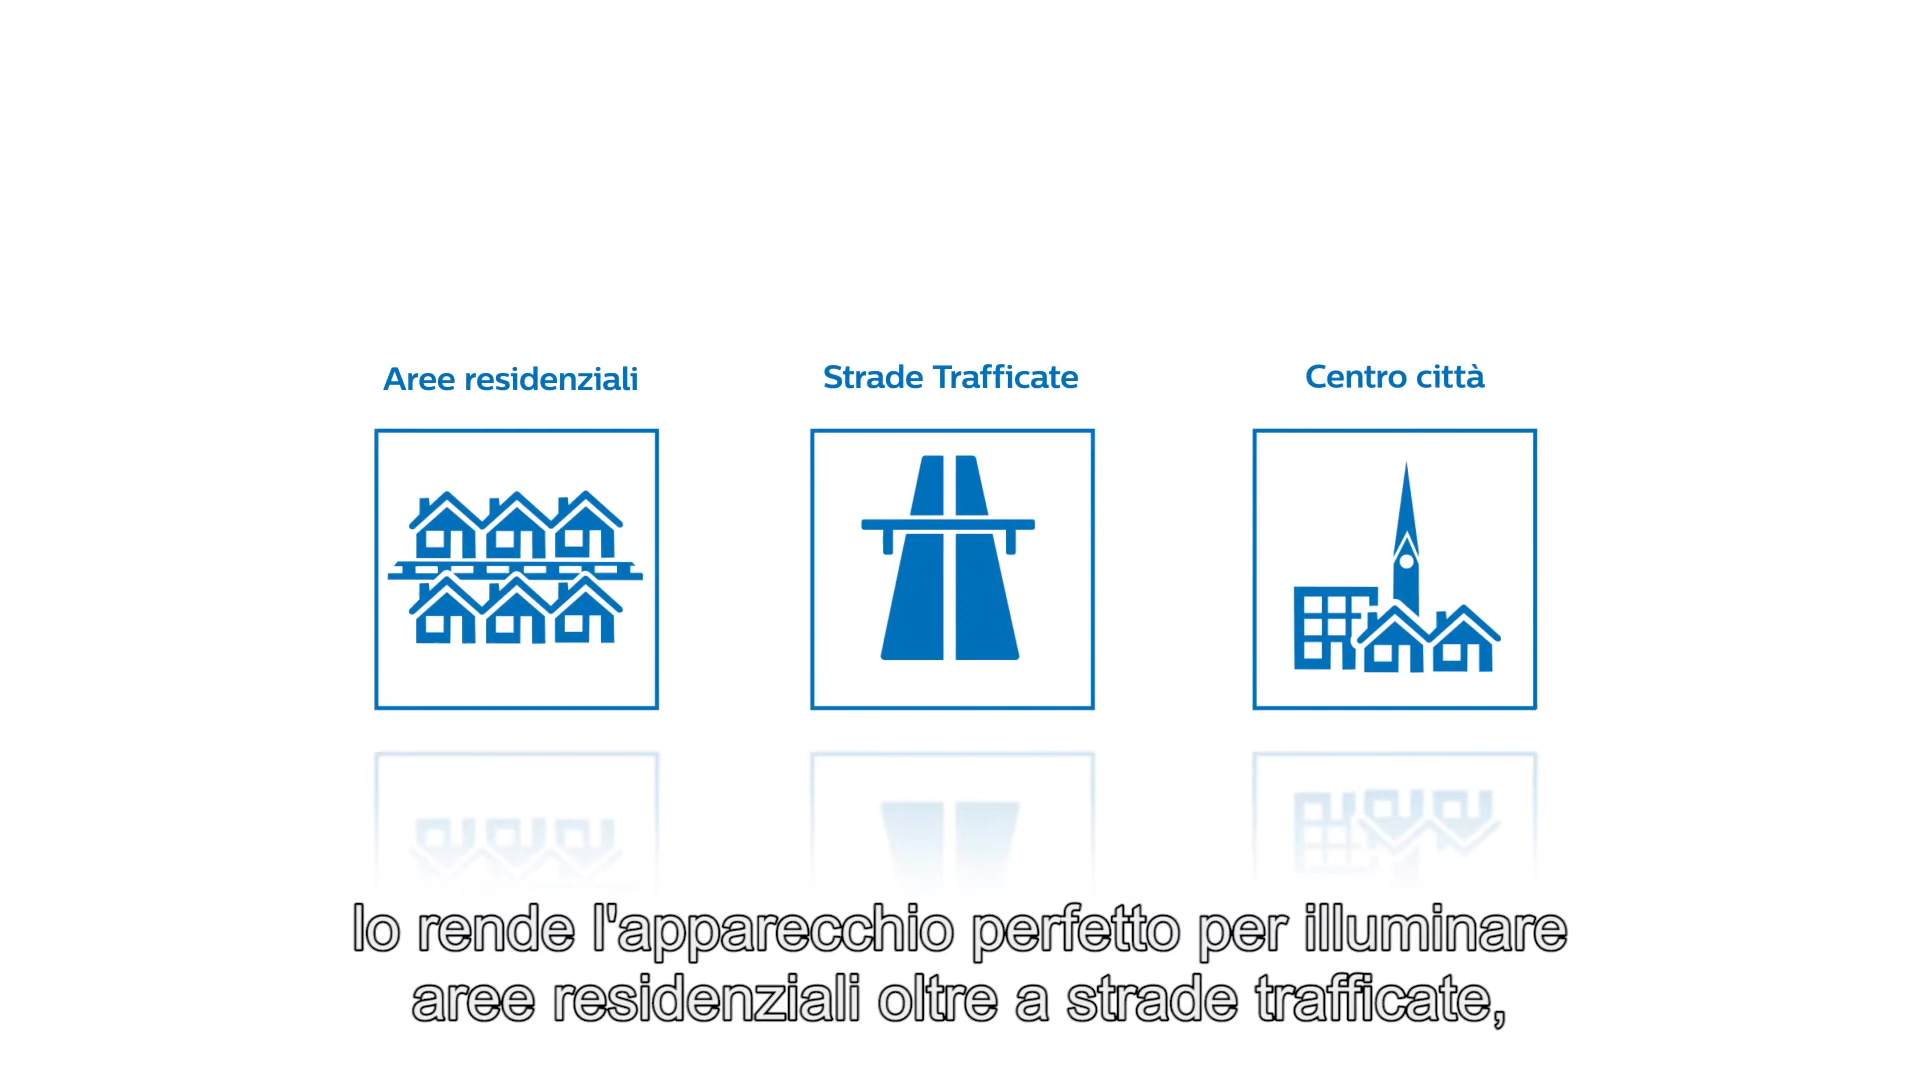 Aree residenziali
Strade Trafficate
Centro città
lo rende l'apparecchio perfetto per illuminare
aree residenziali oltre a strade trafficate,